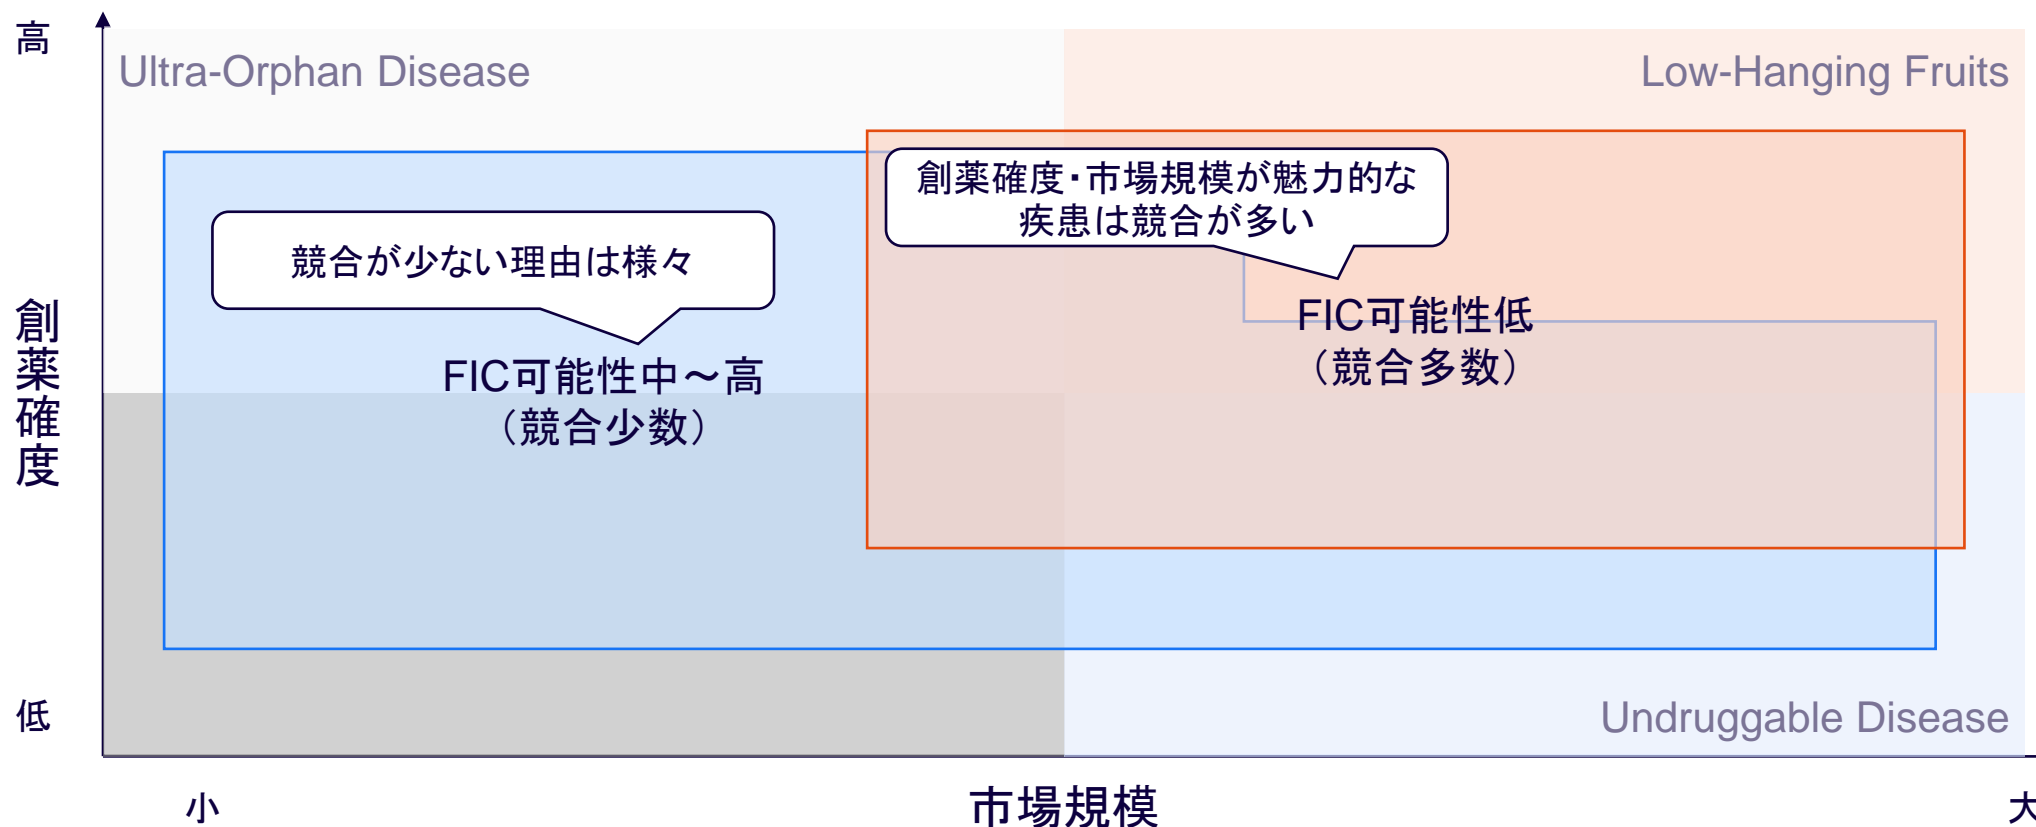 高
Ultra-Orphan Disease
Low-Hanging Fruits
創薬確度・市場規模が魅力的な
疾患は競合が多い
競合が少ない理由は様々
FIC可能性低
（競合多数）
FIC可能性中～高
（競合少数）
創薬確度
低
Undruggable Disease
小
市場規模
大